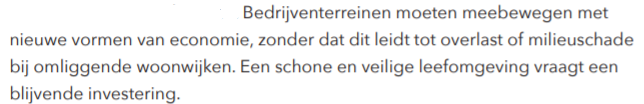 Bedrijventerreinen moeten meebewegen met
nieuwe vormen van economie, zonder dat dit leidt tot overlast of milieuschade
bij omliggende woonwijken. Een schone en veilige leefomgeving vraagt een
blijvende investering.